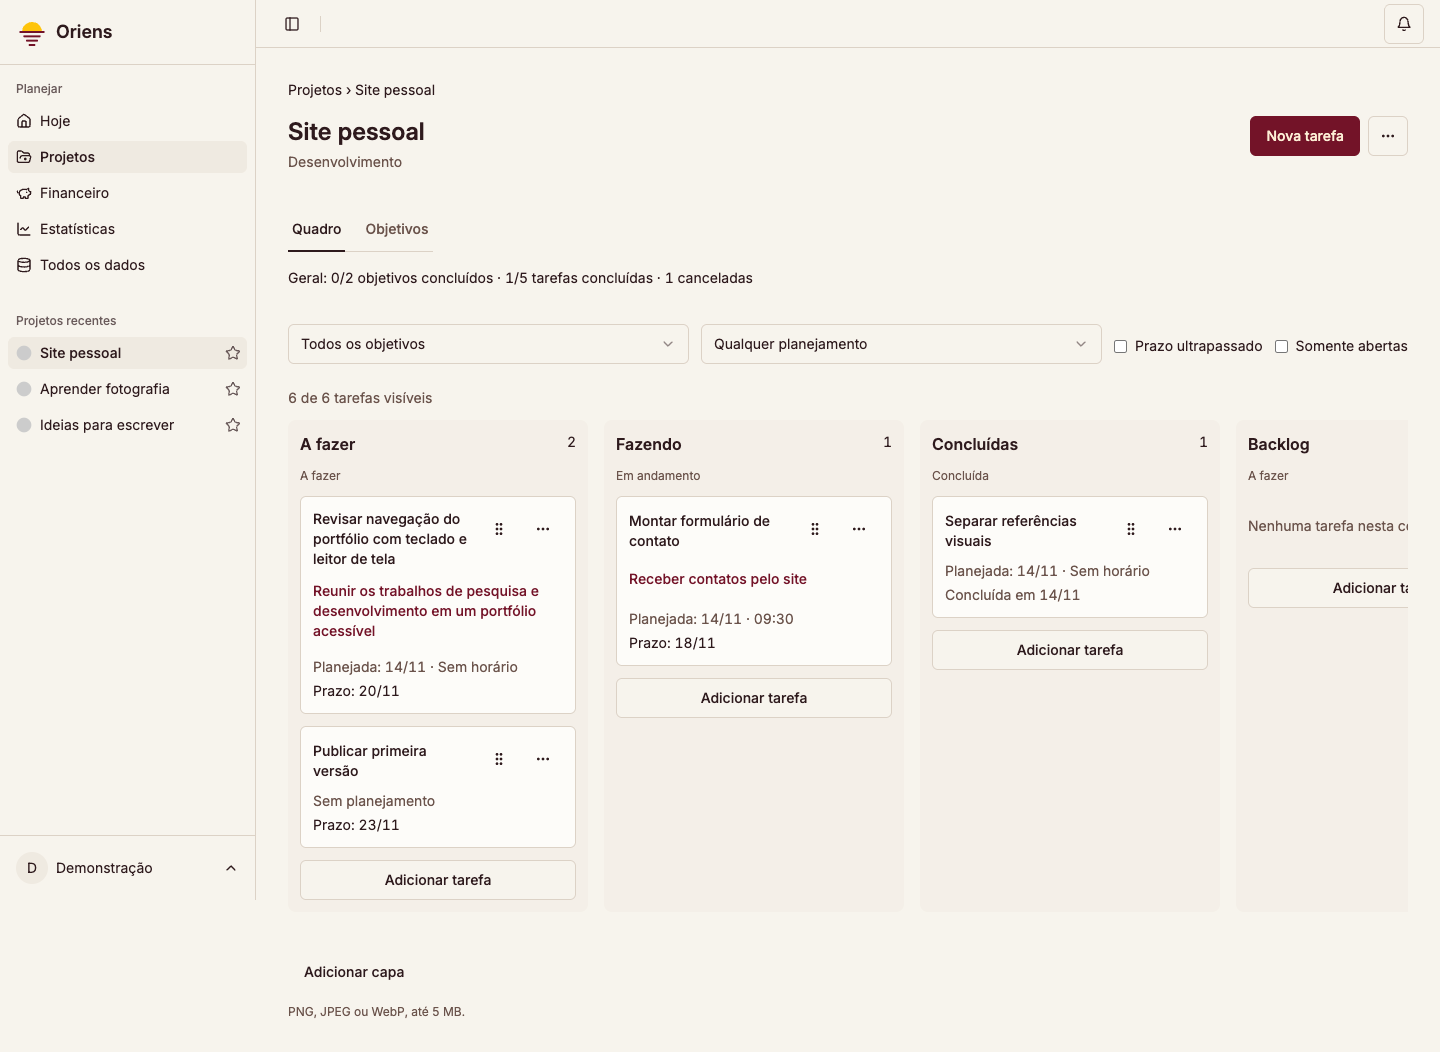 Oriens
Planejar
Hoje
Projetos
Financeiro
Estatísticas
Todos os dados
Projetos recentes
Site pessoal
Aprender fotografia
Ideias para escrever
D Demonstração
Projetos › Site pessoal
Site pessoal
Desenvolvimento
Nova tarefa
Quadro Objetivos
Geral: 0/2 objetivos concluídos · 1/5 tarefas concluídas · 1 canceladas
Todos os objetivos
Qualquer planejamento
Prazo ultrapassado
Somente abertas
6 de 6 tarefas visíveis
A fazer 2
A fazer
Revisar navegação do
portfólio com teclado e
leitor de tela
Reunir os trabalhos de pesquisa e
desenvolvimento em um portfólio
acessível
Planejada: 14/11 · Sem horário
Prazo: 20/11
Publicar primeira
versão
Sem planejamento
Prazo: 23/11
Adicionar tarefa
Fazendo 1
Em andamento
Montar formulário de
contato
Receber contatos pelo site
Planejada: 14/11 · 09:30
Prazo: 18/11
Adicionar tarefa
Concluídas 1
Concluída
Separar referências
visuais
Planejada: 14/11 · Sem horário
Concluída em 14/11
Adicionar tarefa
Backlog
A fazer
Nenhuma tarefa nesta
Adicionar
Adicionar capa
PNG, JPEG ou WebP, até 5 MB.